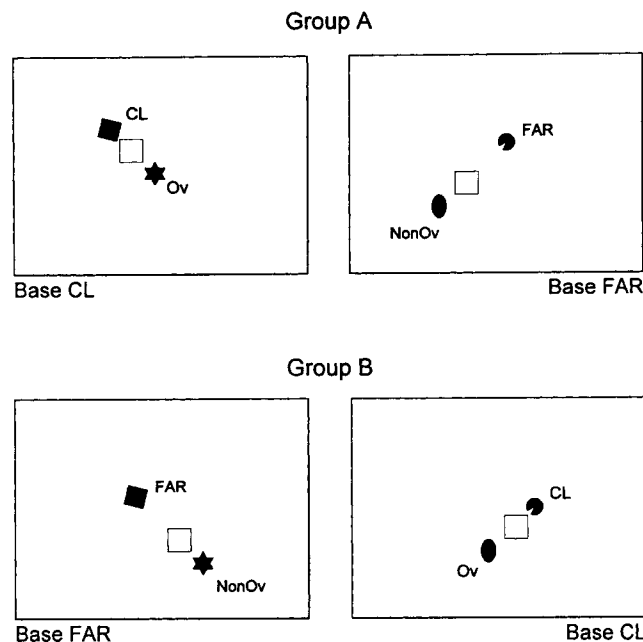 Group A
CL
Ov
Base CL
FAR
NonOv
Base FAR
Group B
FAR
NonOv
Base FAR
CL
Ov
Base CL